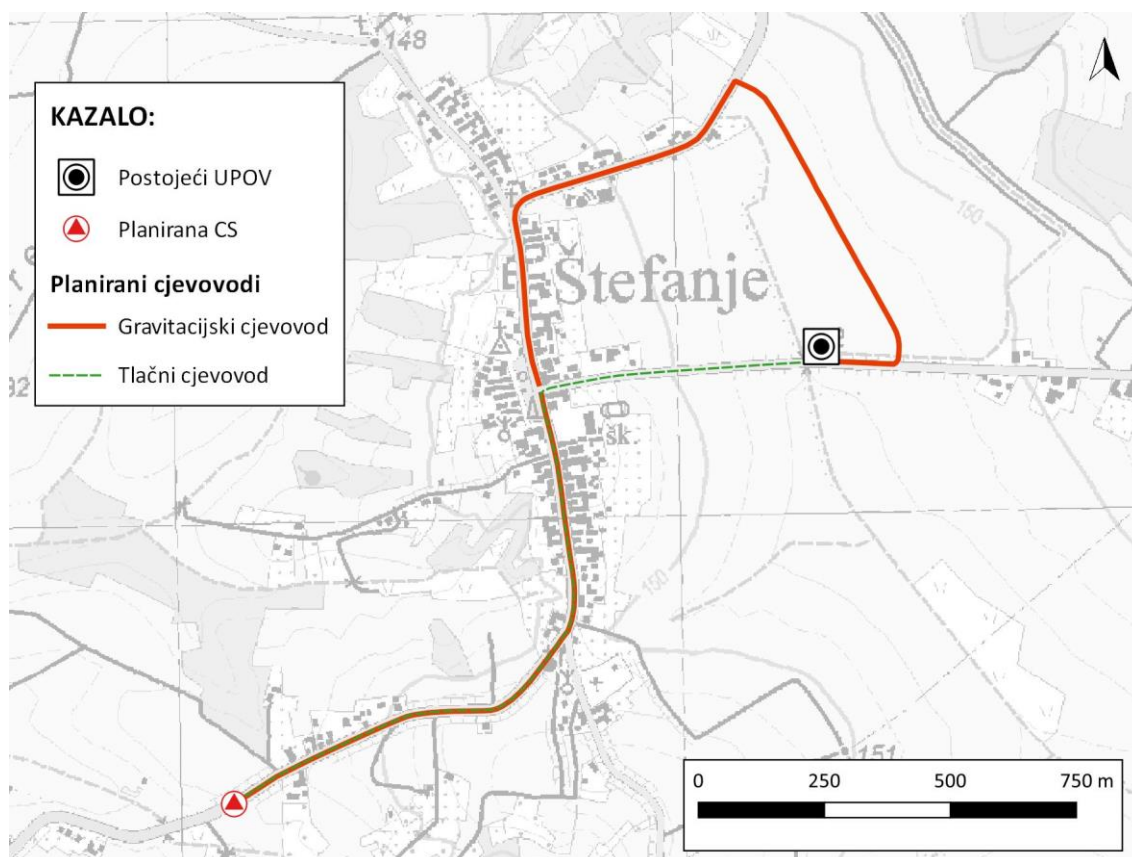 148
KAZALO:
Postojeći UPOV
Planirana CS
Planirani cjevovodi
Gravitacijski cjevovod
Tlačni cjevovod
150
Štefanje
šk.
150
151
0 250 500 750 m